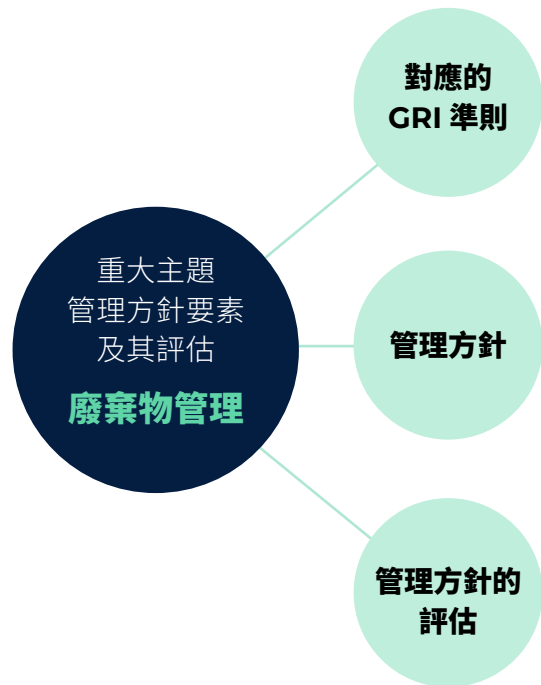 重大主題
管理方針要素
及其評估
廢棄物管理
對應的
GRI 準則
管理方針
管理方針的
評估